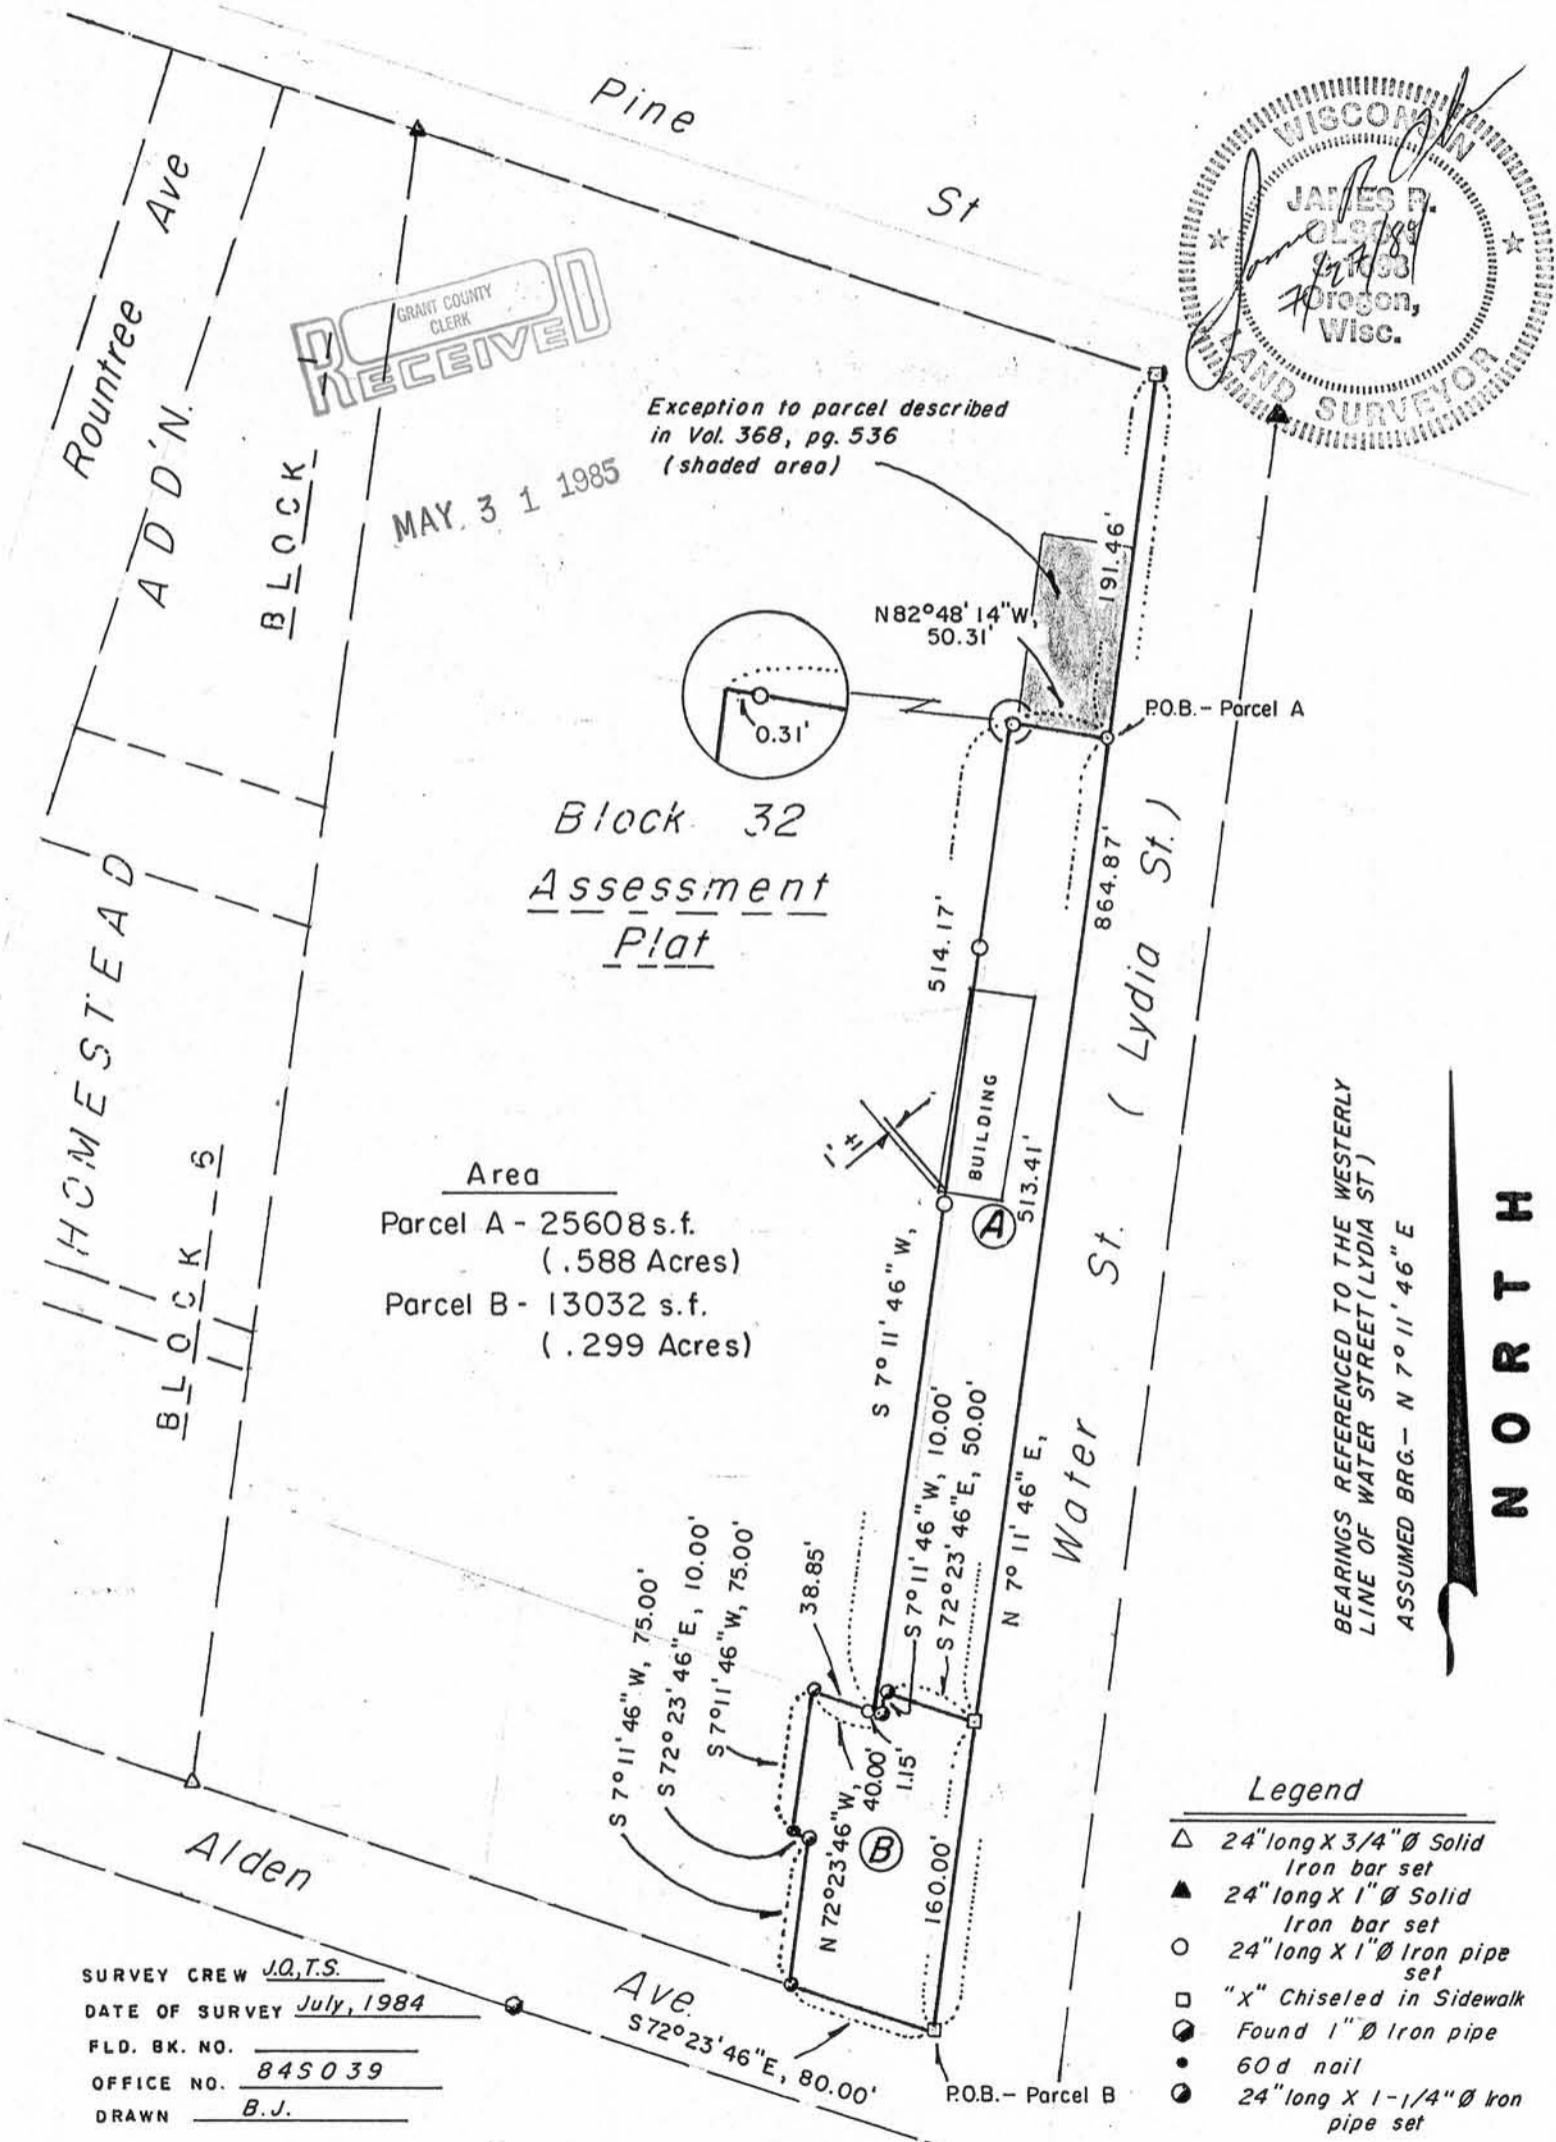 Pine
St
Rountree Ave
ADD'N.
BLOCK 1
GRANT COUNTY
CLERK
RECEIVED
MAY. 3 1 1985
WISCONSIN
JAMES R.
OLSON
S-1098
Oregon,
Wisc.
LAND SURVEYOR
7/27/84
Exception to parcel described
in Vol. 368, pg. 536
(shaded area)
191.46'
N82°48'14"W,
50.31'
P.O.B.- Parcel A
0.31'
Block 32
Assessment
Plat
864.87'
514.17'
Water St. (Lydia St.)
HOMESTEAD
BLOCK 5
BUILDING
1'±
A
513.41'
Area
Parcel A - 25608 s.f.
(.588 Acres)
Parcel B - 13032 s.f.
(.299 Acres)
S 7°11'46"W,
S 7°11'46"W, 10.00'
S 72°23'46"E, 50.00'
N 7°11'46"E,
BEARINGS REFERENCED TO THE WESTERLY
LINE OF WATER STREET (LYDIA ST)
ASSUMED BRG.- N 7°11'46"E
NORTH
S 7°11'46"W, 75.00'
S 72°23'46"E, 10.00'
S 7°11'46"W, 75.00'
38.85'
N 72°23'46"W,
40.00'
1.15'
B
160.00'
Alden
Ave.
S72°23'46"E, 80.00'
P.O.B.- Parcel B
SURVEY CREW J.O.,T.S.
DATE OF SURVEY July, 1984
FLD. BK. NO.
OFFICE NO. 84S039
DRAWN B.J.
Legend
24"long X 3/4"Ø Solid
Iron bar set
24"long X 1"Ø Solid
Iron bar set
24"long X 1"Ø Iron pipe
set
"X" Chiseled in Sidewalk
Found 1"Ø Iron pipe
60d nail
24"long X 1-1/4"Ø Iron
pipe set